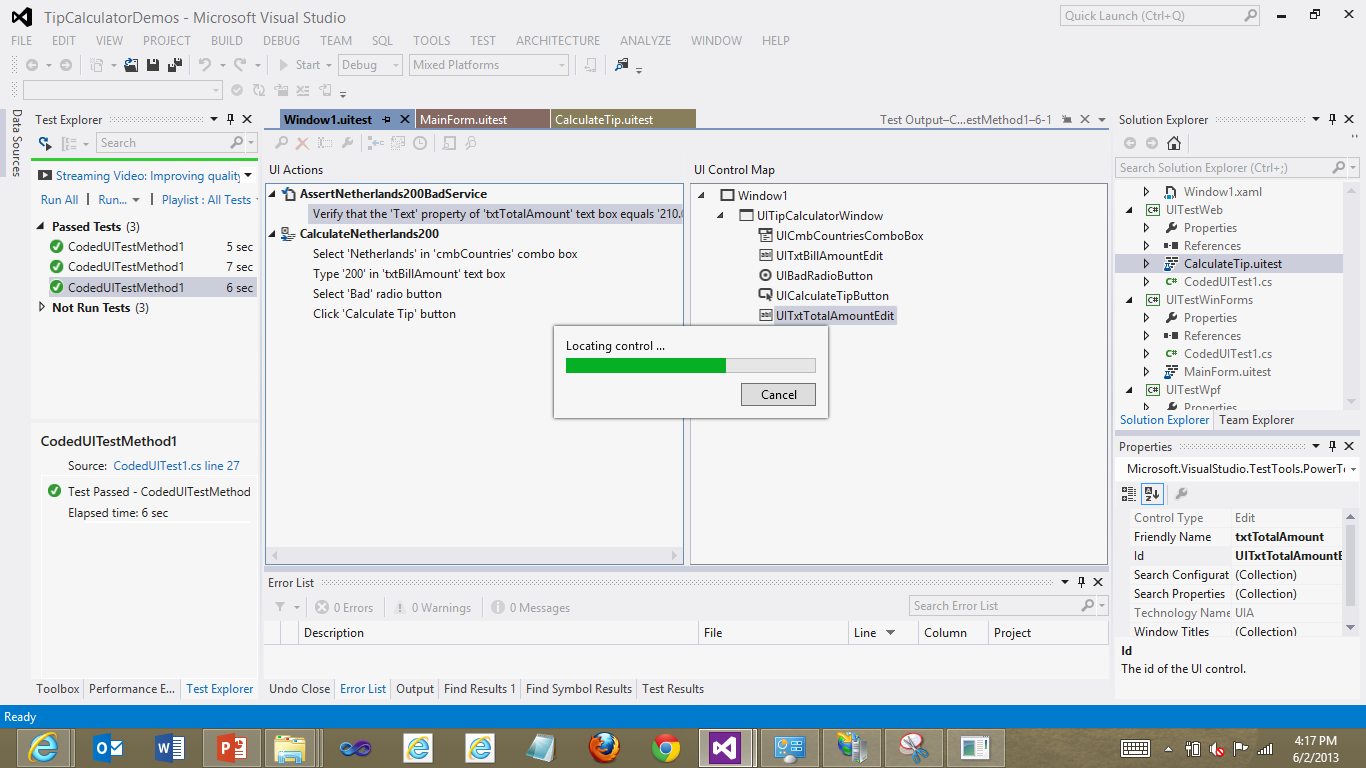 TipCalculatorDemos - Microsoft Visual Studio
Quick Launch (Ctrl+Q)
FILE EDIT VIEW PROJECT BUILD DEBUG TEAM SQL TOOLS TEST ARCHITECTURE ANALYZE WINDOW HELP
Start Debug Mixed Platforms
Data Sources
Test Explorer
Search
Streaming Video: Improving quality
Run All Run... Playlist : All Tests
Passed Tests (3)
CodedUITestMethod1 5 sec
CodedUITestMethod1 7 sec
CodedUITestMethod1 6 sec
Not Run Tests (3)
CodedUITestMethod1
Source: CodedUITest1.cs line 27
Test Passed - CodedUITestMethod
Elapsed time: 6 sec
Toolbox Performance E... Test Explorer
Window1.uitest MainForm.uitest CalculateTip.uitest Test Output–C...estMethod1–6-1
UI Actions
AssertNetherlands200BadService
Verify that the 'Text' property of 'txtTotalAmount' text box equals '210.
CalculateNetherlands200
Select 'Netherlands' in 'cmbCountries' combo box
Type '200' in 'txtBillAmount' text box
Select 'Bad' radio button
Click 'Calculate Tip' button
UI Control Map
Window1
UITipCalculatorWindow
UICmbCountriesComboBox
UITxtBillAmountEdit
UIBadRadioButton
UICalculateTipButton
UITxtTotalAmountEdit
Locating control ...
Cancel
Error List
0 Errors 0 Warnings 0 Messages
Search Error List
Description File Line Column Project
Undo Close Error List Output Find Results 1 Find Symbol Results Test Results
Solution Explorer
Search Solution Explorer (Ctrl+;)
Window1.xaml
UITestWeb
Properties
References
CalculateTip.uitest
CodedUITest1.cs
UITestWinForms
Properties
References
CodedUITest1.cs
MainForm.uitest
UITestWpf
Properties
Solution Explorer Team Explorer
Properties
Microsoft.VisualStudio.TestTools.PowerT
Control Type Edit
Friendly Name txtTotalAmount
Id UITxtTotalAmountE
Search Configurat (Collection)
Search Properties (Collection)
Technology Name UIA
Window Titles (Collection)
Id
The id of the UI control.
Ready
4:17 PM
6/2/2013